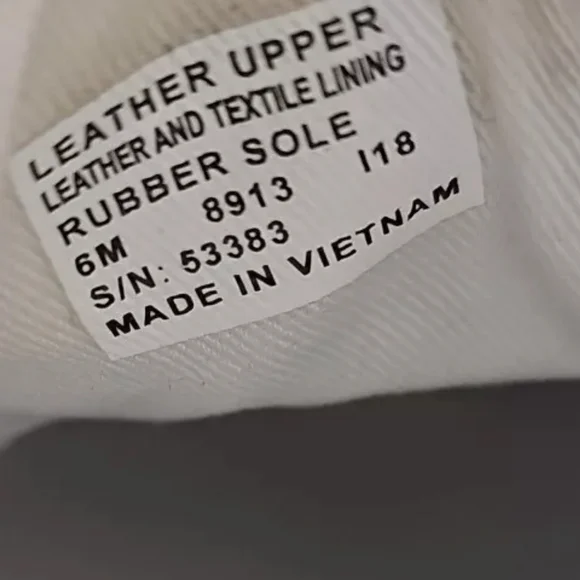 LEATHER UPPER
LEATHER AND TEXTILE LINING
RUBBER SOLE
6M 8913 I18
S/N: 53383
MADE IN VIETNAM